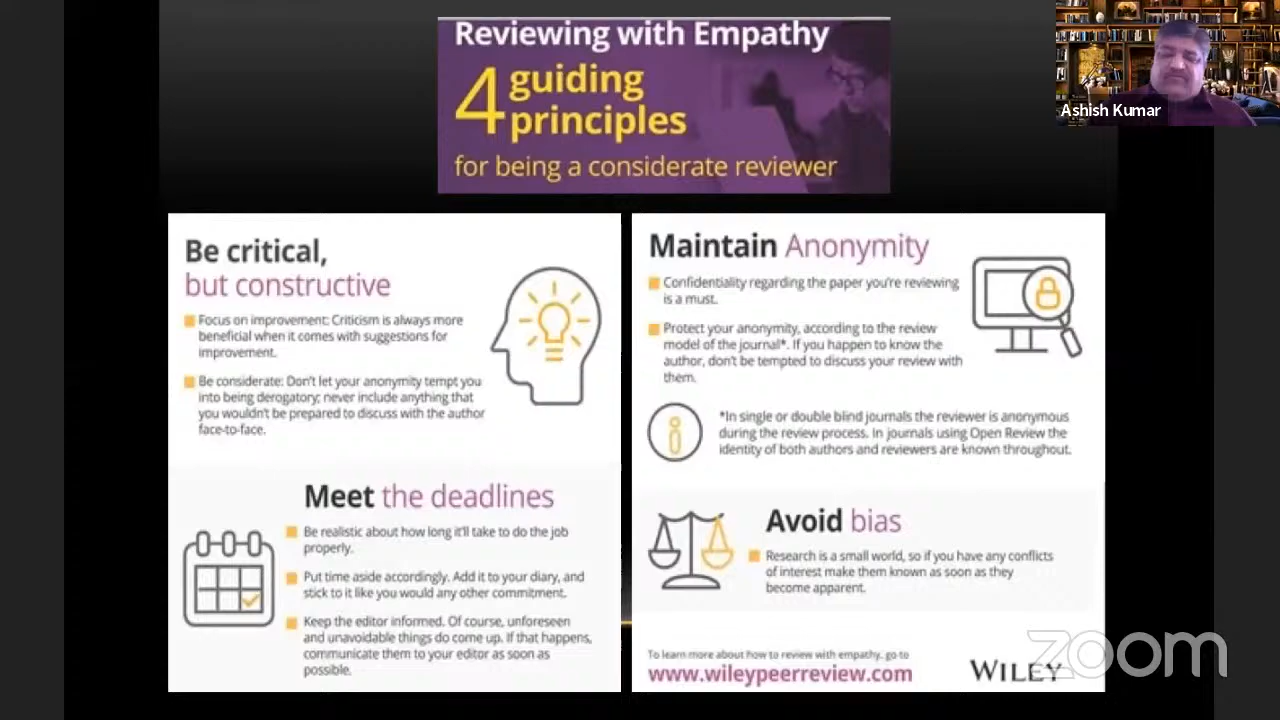 Reviewing with Empathy
4 guiding
principles
for being a considerate reviewer
Ashish Kumar
Be critical,
but constructive
Focus on improvement: Criticism is always more
beneficial when it comes with suggestions for
improvement.
Be considerate: Don't let your anonymity tempt you
into being derogatory; never include anything that
you wouldn't be prepared to discuss with the author
face-to-face.
Meet the deadlines
Be realistic about how long it'll take to do the job
properly.
Put time aside accordingly. Add it to your diary, and
stick to it like you would any other commitment.
Keep the editor informed. Of course, unforeseen
and unavoidable things do come up. If that happens,
communicate them to your editor as soon as
possible.
Maintain Anonymity
Confidentiality regarding the paper you're reviewing
is a must.
Protect your anonymity, according to the review
model of the journal*. If you happen to know the
author, don't be tempted to discuss your review with
them.
*In single or double blind journals the reviewer is anonymous
during the review process. In journals using Open Review the
identity of both authors and reviewers are known throughout.
Avoid bias
Research is a small world, so if you have any conflicts
of interest make them known as soon as they
become apparent.
To learn more about how to review with empathy, go to
www.wileypeerreview.com
WILEY
zoom